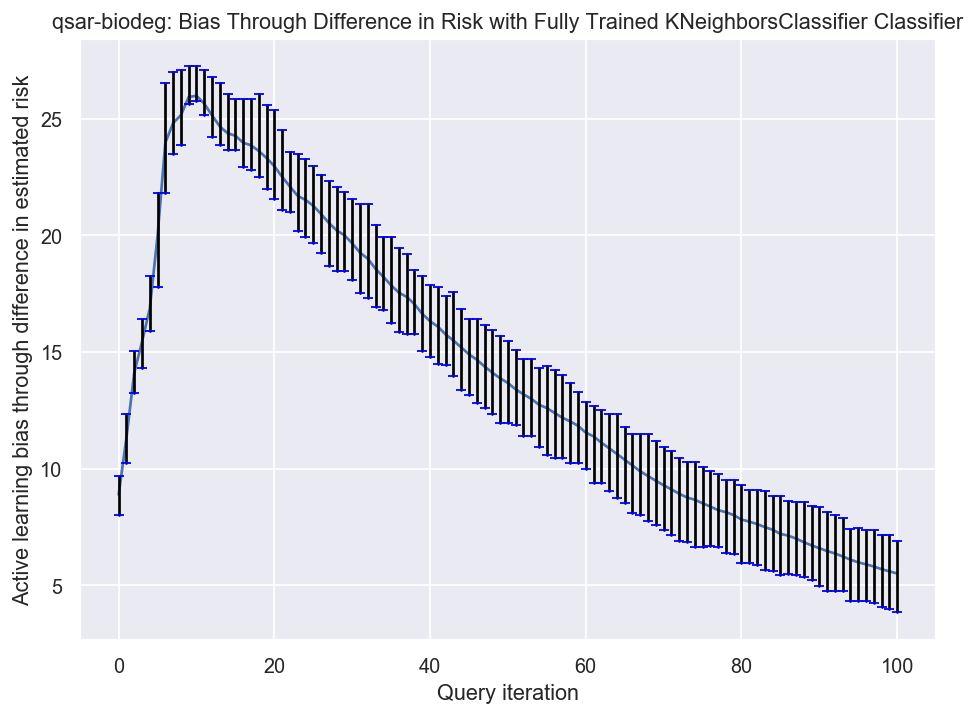 qsar-biodeg: Bias Through Difference in Risk with Fully Trained KNeighborsClassifier Classifier
Active learning bias through difference in estimated risk
25
20
15
10
5
0 20 40 60 80 100
Query iteration